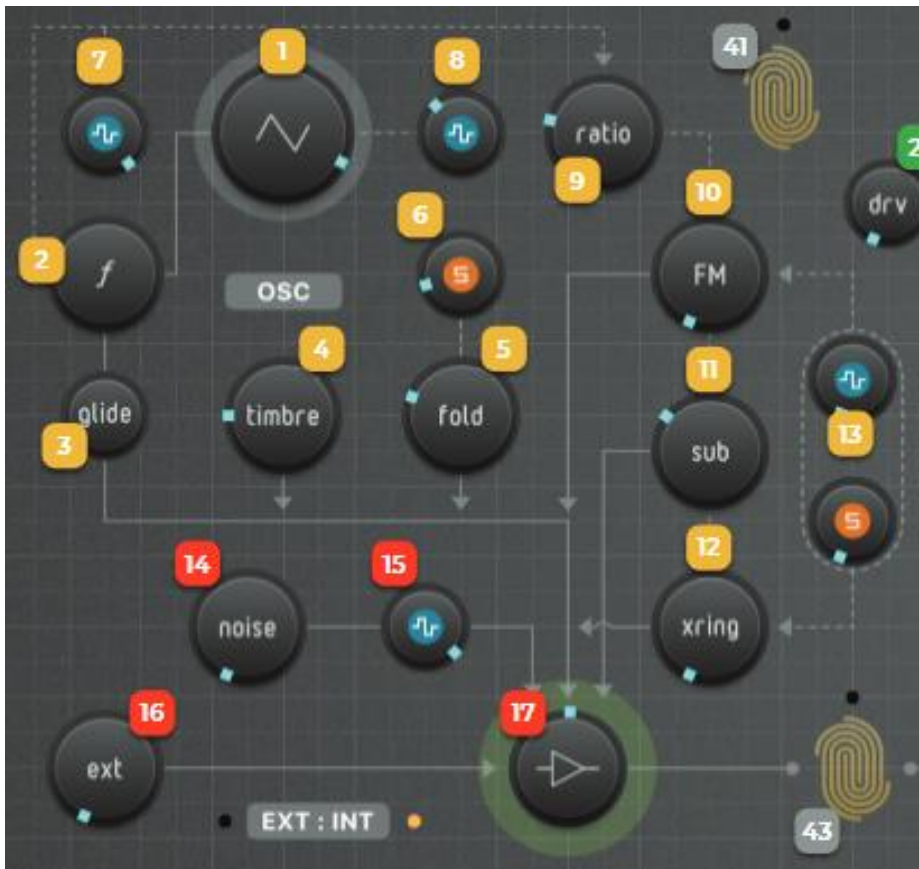 7
1
8
41
ratio
9
2
drv
10
6
2
f
S
FM
OSC
4
5
11
glide
timbre
fold
13
3
sub
S
14
15
12
noise
xring
16
17
ext
EXT : INT
43